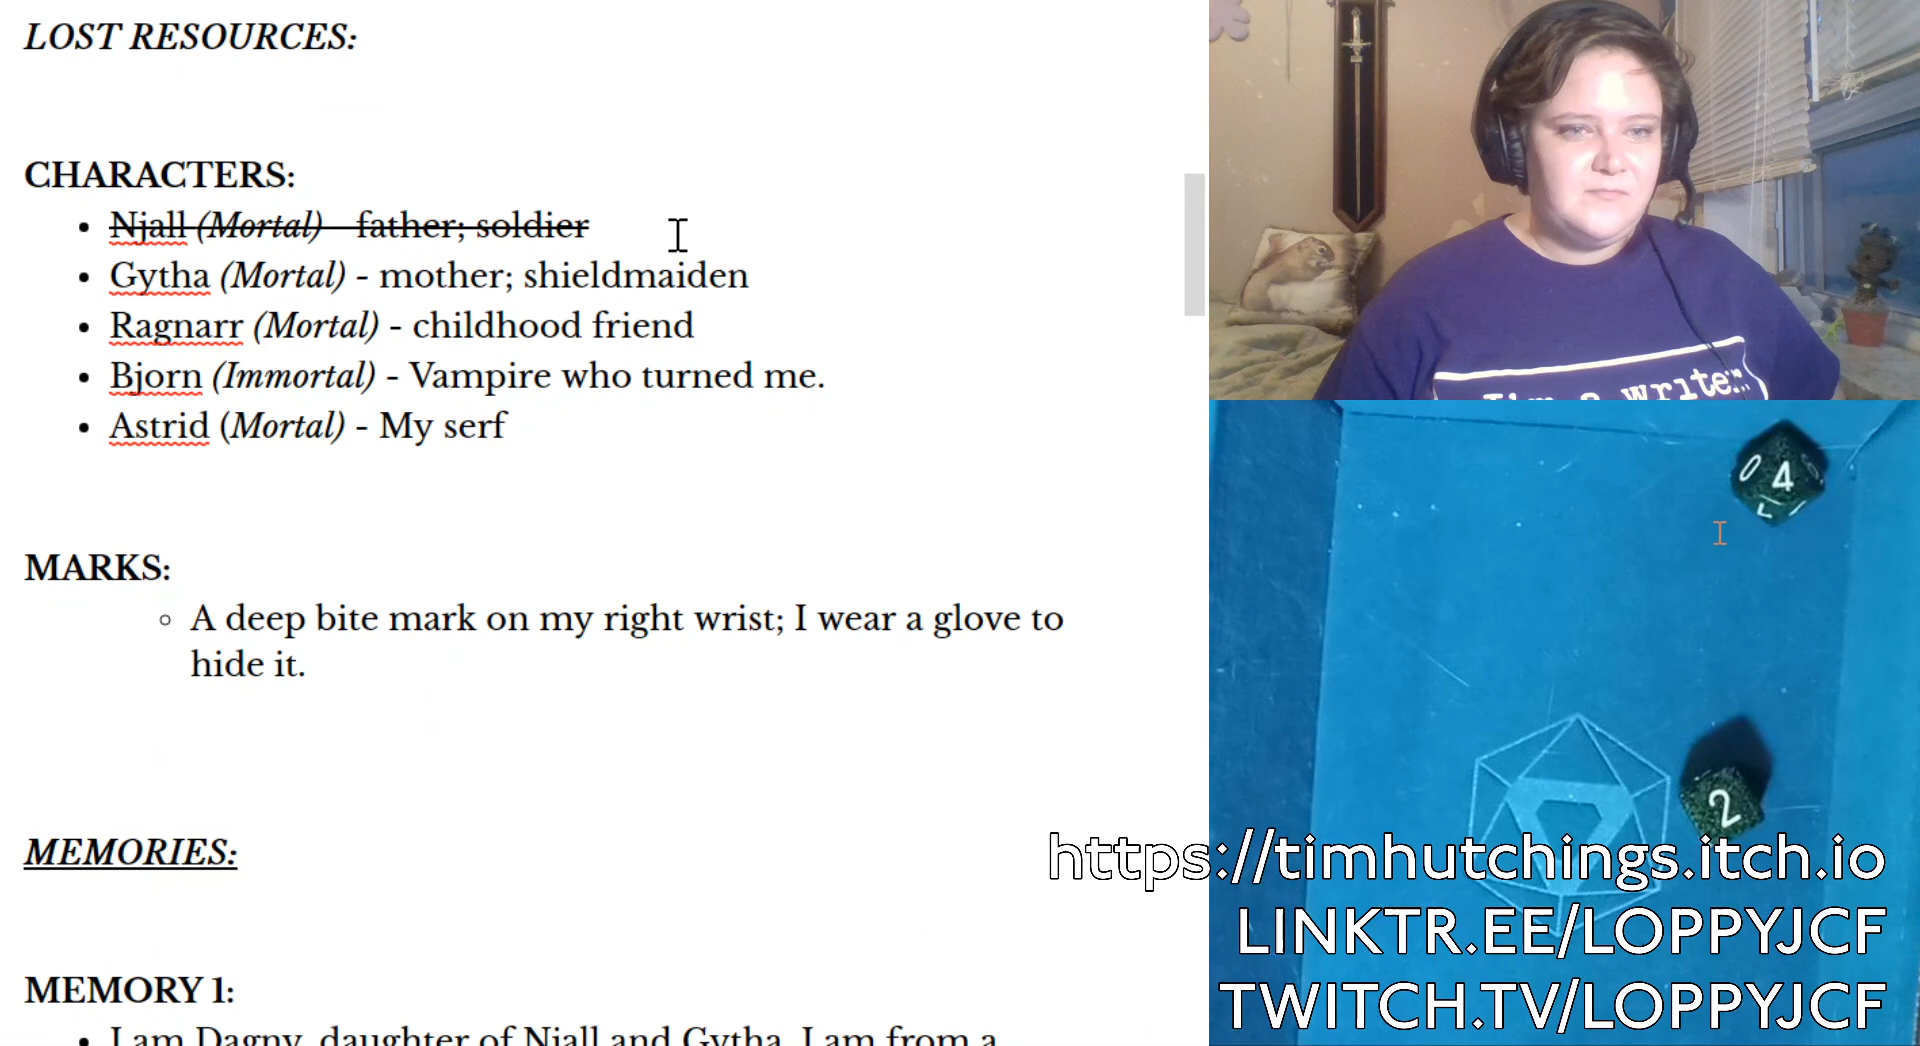 LOST RESOURCES:
CHARACTERS:
Njall (Mortal) - father; soldier
Gytha (Mortal) - mother; shieldmaiden
Ragnarr (Mortal) - childhood friend
Bjorn (Immortal) - Vampire who turned me.
Astrid (Mortal) - My serf
MARKS:
A deep bite mark on my right wrist; I wear a glove to
hide it.
MEMORIES:
MEMORY 1:
I am Dagny, daughter of Njall and Gytha. I am from a
I'm a writer
0 4
2
https://timhutchings.itch.io
LINKTR.EE/LOPPYJCF
TWITCH.TV/LOPPYJCF